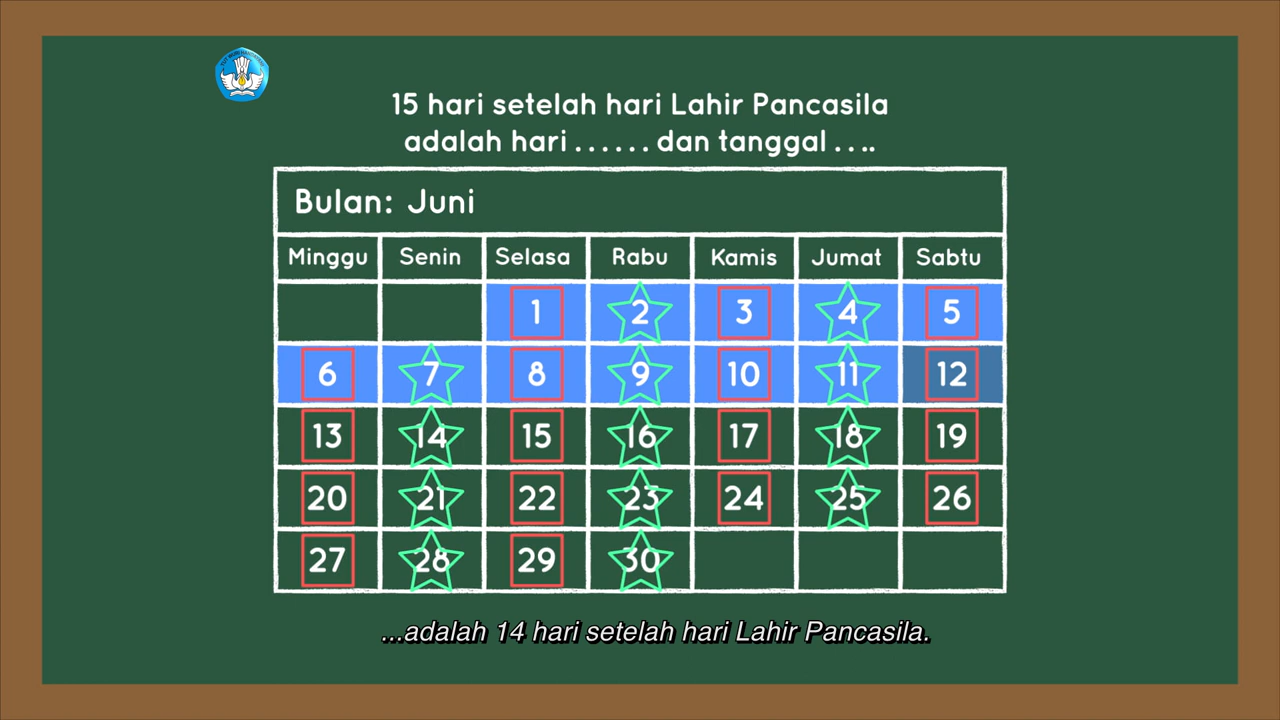 15 hari setelah hari Lahir Pancasila
adalah hari . . . . . . dan tanggal . . . .
Bulan: Juni
Minggu Senin Selasa Rabu Kamis Jumat Sabtu
1 2 3 4 5
6 7 8 9 10 11 12
13 14 15 16 17 18 19
20 21 22 23 24 25 26
27 28 29 30
...adalah 14 hari setelah hari Lahir Pancasila.